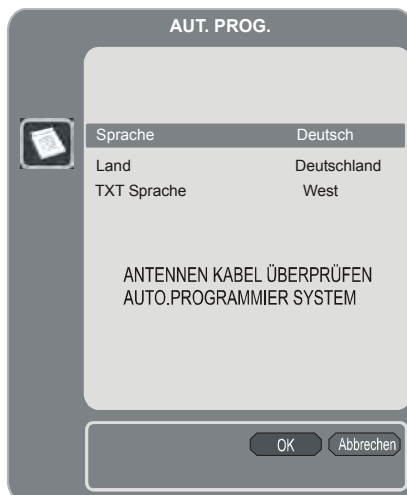 AUT. PROG.
Sprache Deutsch
Land Deutschland
TXT Sprache West
ANTENNEN KABEL ÜBERPRÜFEN
AUTO.PROGRAMMIER SYSTEM
OK Abbrechen